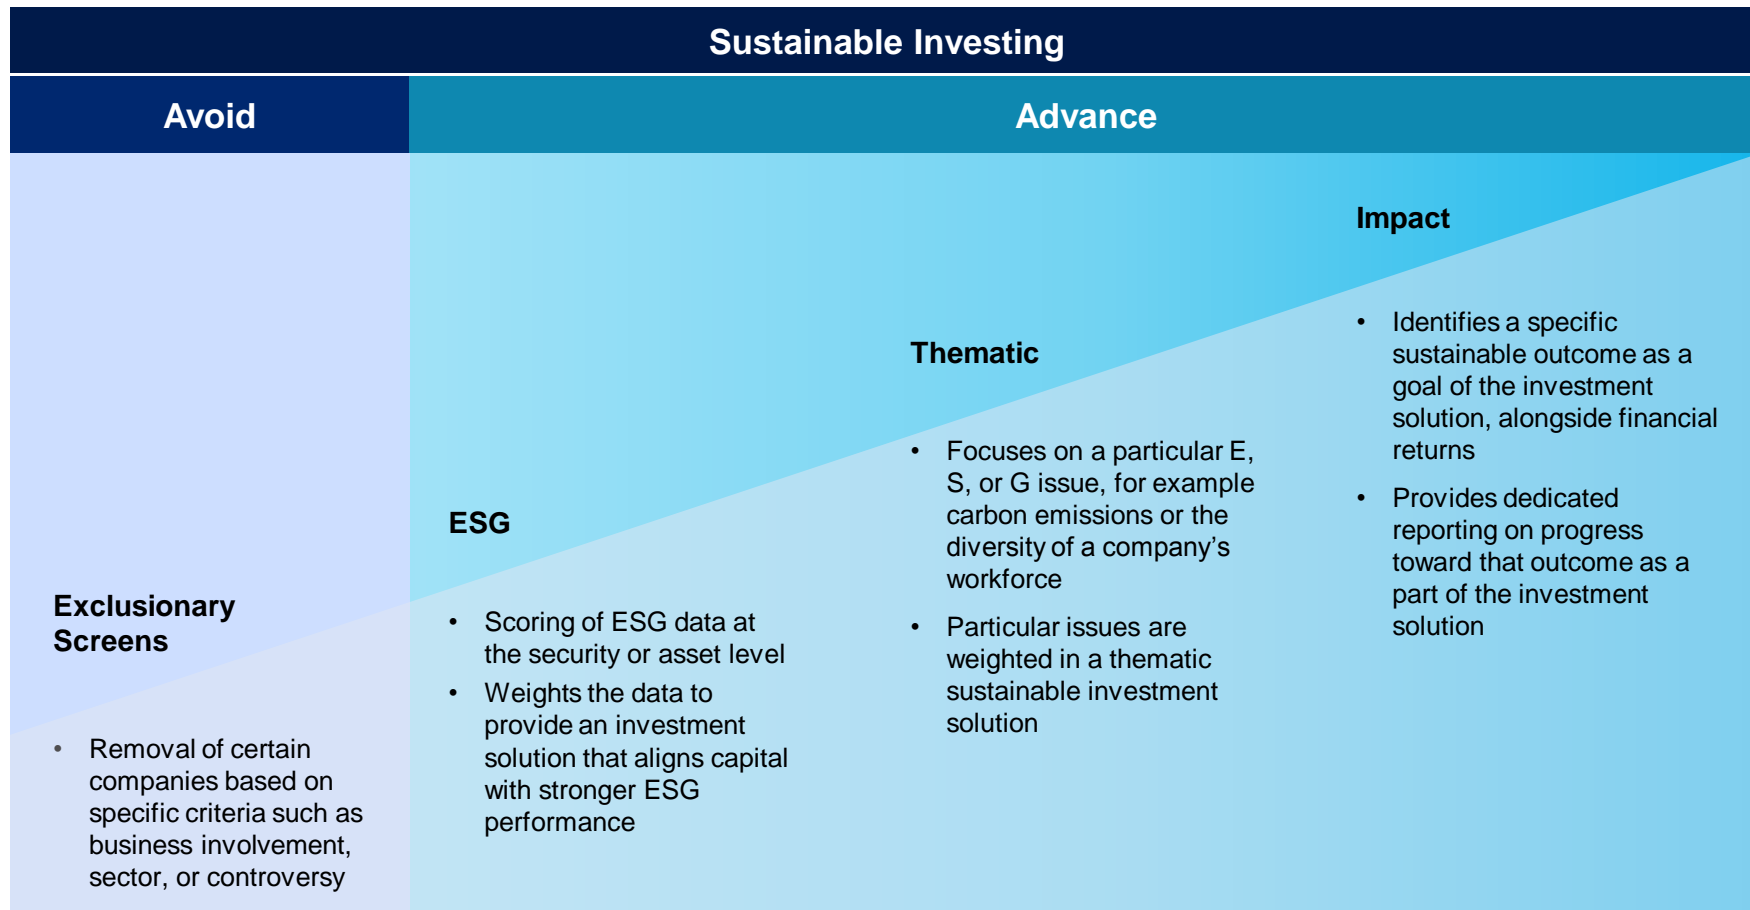 Sustainable Investing
Avoid
Advance
Exclusionary
Screens
• Removal of certain
companies based on
specific criteria such as
business involvement,
sector, or controversy
ESG
• Scoring of ESG data at
the security or asset level
• Weights the data to
provide an investment
solution that aligns capital
with stronger ESG
performance
Thematic
• Focuses on a particular E,
S, or G issue, for example
carbon emissions or the
diversity of a company’s
workforce
• Particular issues are
weighted in a thematic
sustainable investment
solution
Impact
• Identifies a specific
sustainable outcome as a
goal of the investment
solution, alongside financial
returns
• Provides dedicated
reporting on progress
toward that outcome as a
part of the investment
solution